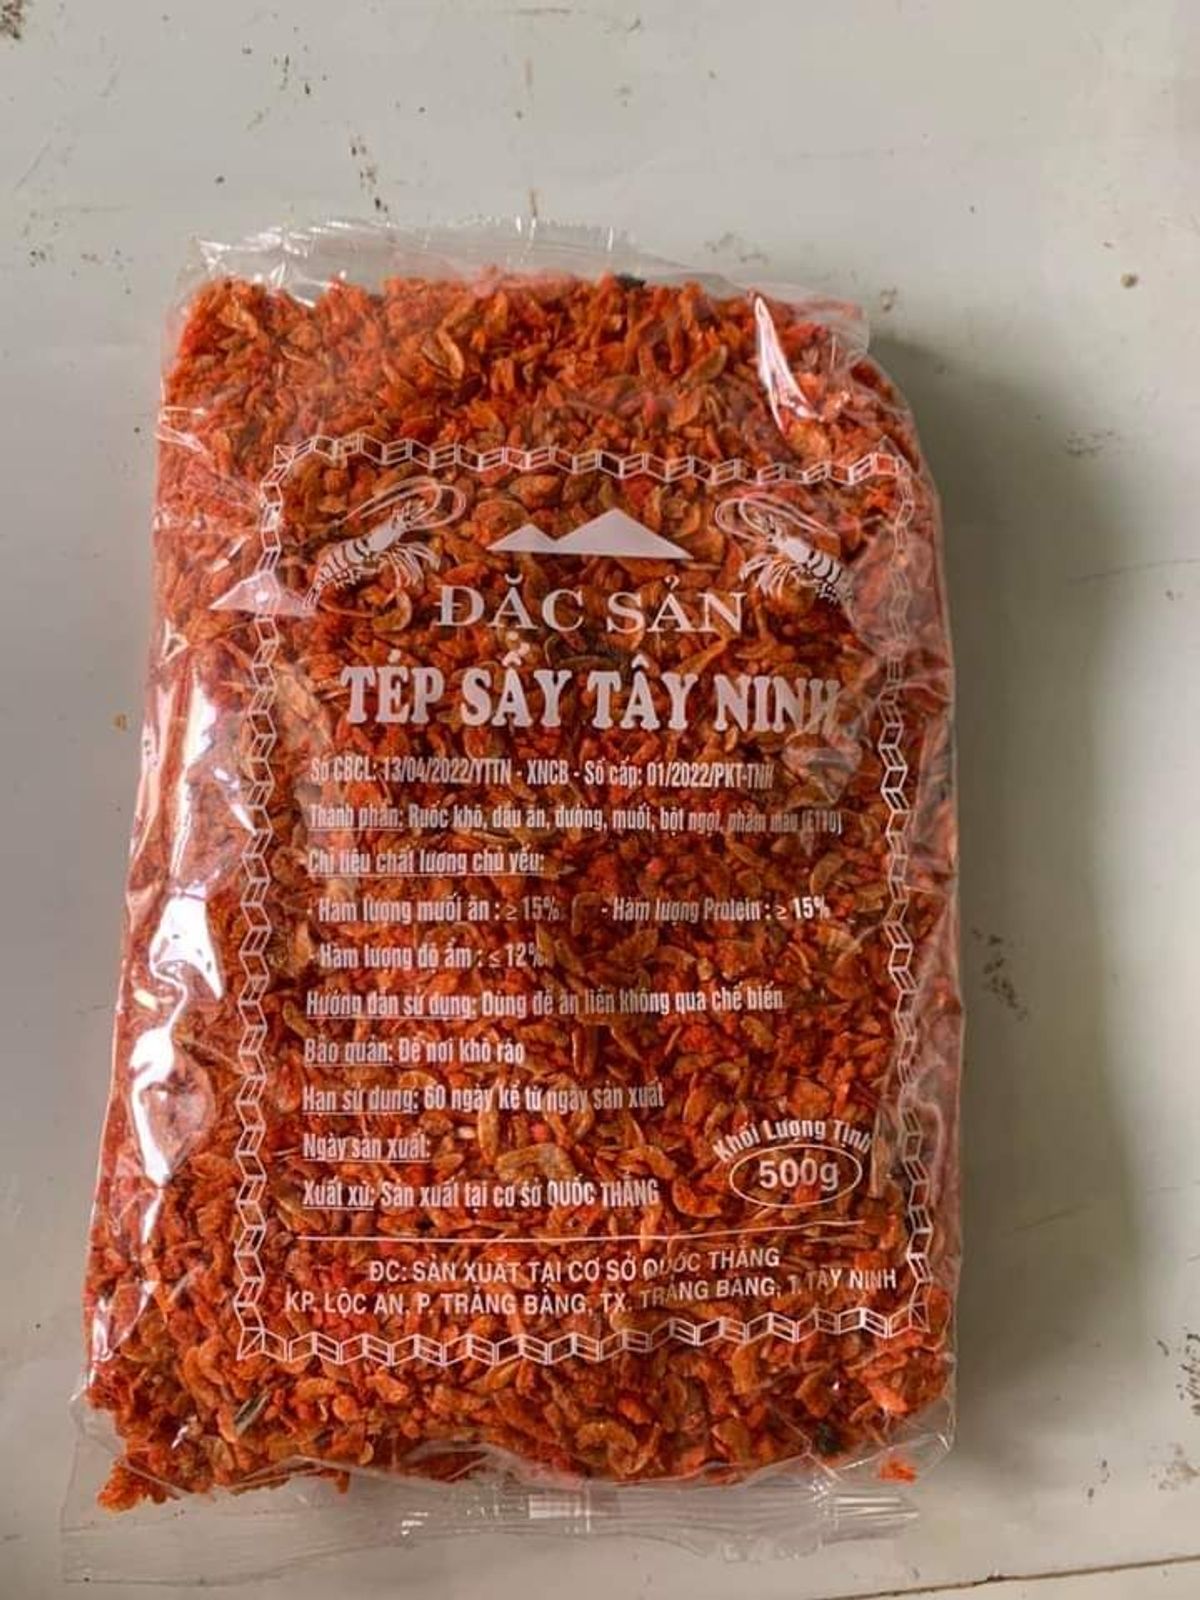 ĐẶC SẢN
TÉP SẤY TÂY NINH
Số CBCL: 13/04/2022/YTTN - XNCB - Số cấp: 01/2022/PKT-TNH
Thành phần: Ruốc khô, dầu ăn, đường, muối, bột ngọt, phẩm màu (E110)
Chỉ tiêu chất lượng chủ yếu:
- Hàm lượng muối ăn : ≥ 15% - Hàm lượng Protein : ≥ 15%
- Hàm lượng độ ẩm : ≤ 12%
Hướng dẫn sử dụng: Dùng để ăn liền không qua chế biến
Bảo quản: Để nơi khô ráo
Hạn sử dụng: 60 ngày kể từ ngày sản xuất
Ngày sản xuất:
Khối Lượng Tịnh
500g
Xuất xứ: Sản xuất tại cơ sở QUỐC THẮNG
ĐC: SẢN XUẤT TẠI CƠ SỞ QUỐC THẮNG
KP. LỘC AN, P. TRẢNG BÀNG, TX. TRẢNG BÀNG, T. TÂY NINH